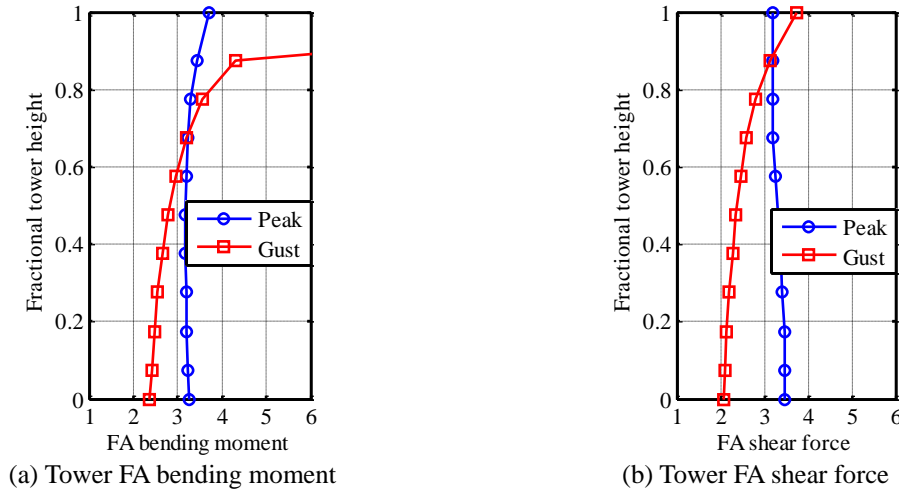 1
0.8
0.6
0.4
0.2
0
Fractional tower height
Peak
Gust
1 2 3 4 5 6
FA bending moment
(a) Tower FA bending moment
1
0.8
0.6
0.4
0.2
0
Fractional tower height
Peak
Gust
1 2 3 4 5 6
FA shear force
(b) Tower FA shear force